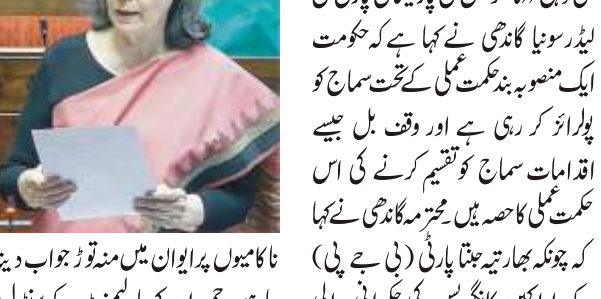 لیڈر سونیا گاندھی نے کہا ہے کہ حکومت
ایک منصوبہ بند حکمت عملی کے تحت سماج کو
پولرائز کر رہی ہے اور وقف بل جیسے
اقدامات سماج کو تقسیم کرنے کی اس
حکمت عملی کا حصہ ہیں۔محترمہ گاندھی نے کہا
کہ چونکہ بھارتیہ جنتا پارٹی (بی جے پی)
ناکامیوں پر ایوان میں منہ توڑ جواب دینا